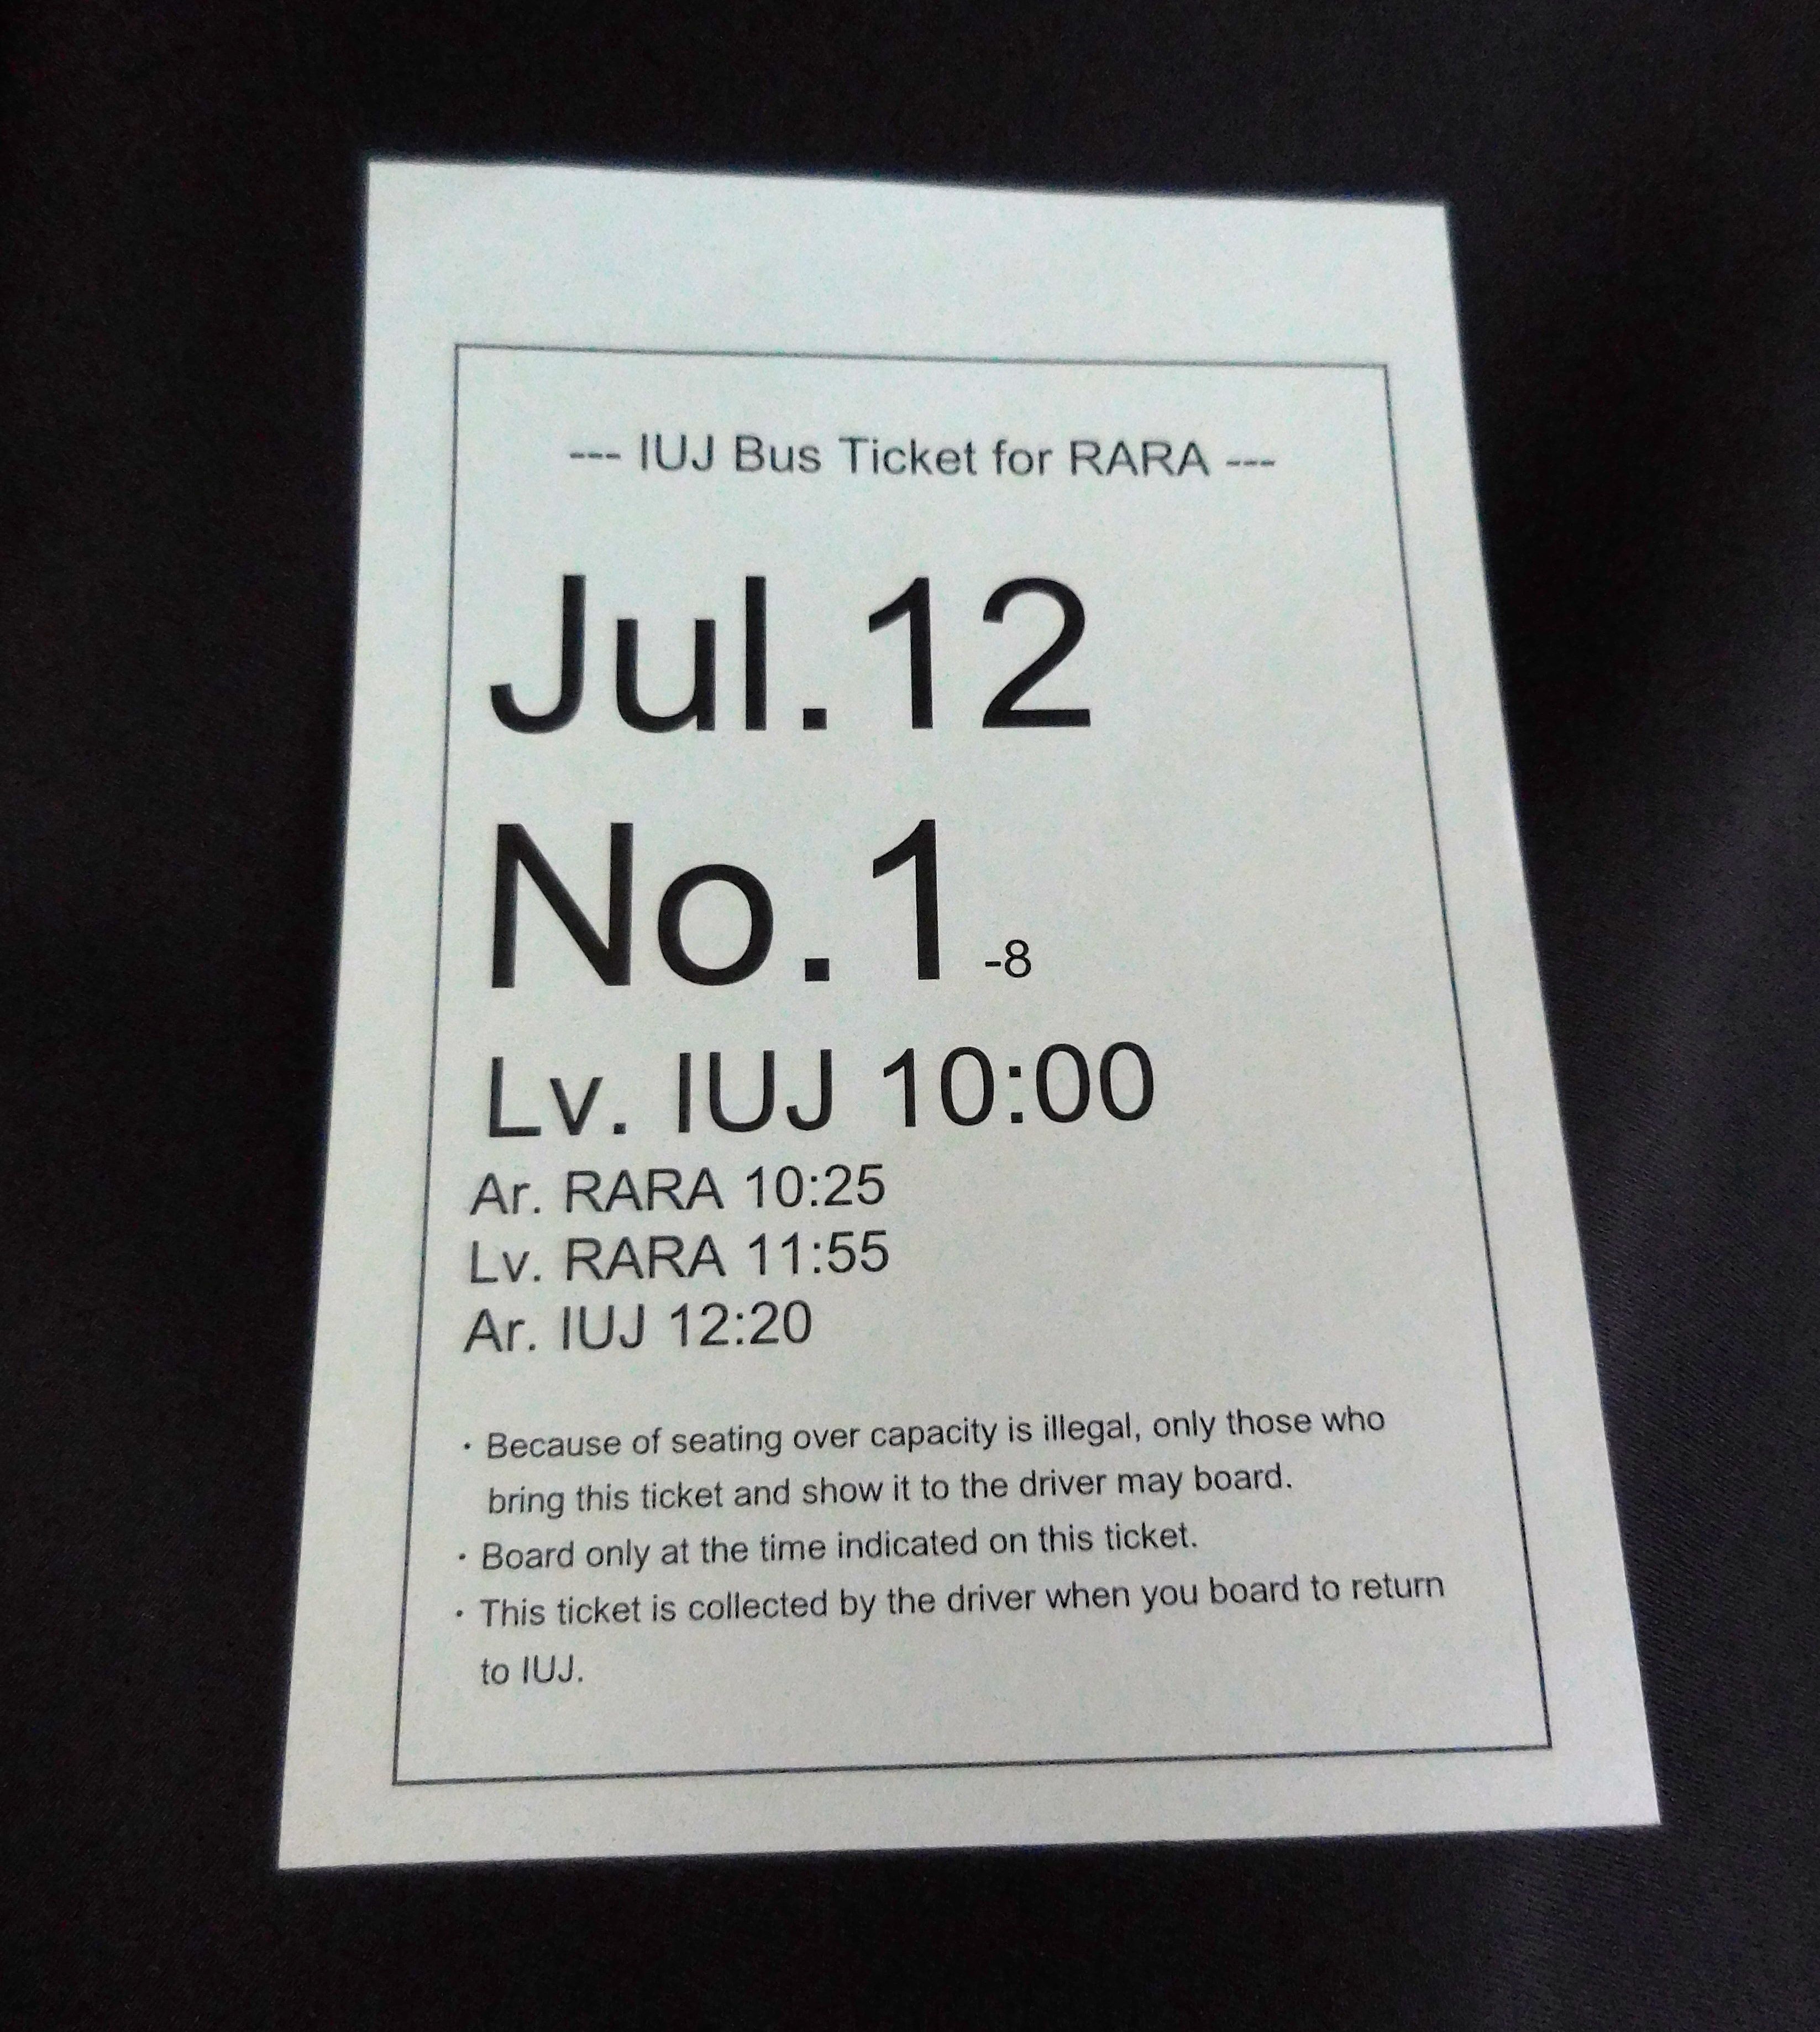 --- IUJ Bus Ticket for RARA ---
Jul.12
No.1-8
Lv. IUJ 10:00
Ar. RARA 10:25
Lv. RARA 11:55
Ar. IUJ 12:20
・Because of seating over capacity is illegal, only those who
bring this ticket and show it to the driver may board.
・Board only at the time indicated on this ticket.
・This ticket is collected by the driver when you board to return
to IUJ.